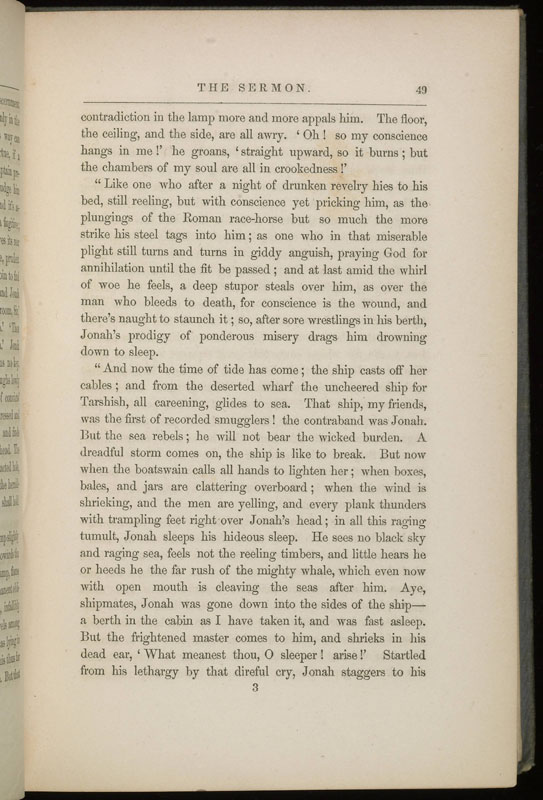 THE SERMON. 49
contradiction in the lamp more and more appals him. The floor,
the ceiling, and the side, are all awry. ‘Oh! so my conscience
hangs in me!’ he groans, ‘straight upward, so it burns; but
the chambers of my soul are all in crookedness!’
“Like one who after a night of drunken revelry hies to his
bed, still reeling, but with conscience yet pricking him, as the
plungings of the Roman race-horse but so much the more
strike his steel tags into him; as one who in that miserable
plight still turns and turns in giddy anguish, praying God for
annihilation until the fit be passed; and at last amid the whirl
of woe he feels, a deep stupor steals over him, as over the
man who bleeds to death, for conscience is the wound, and
there’s naught to staunch it; so, after sore wrestlings in his berth,
Jonah’s prodigy of ponderous misery drags him drowning
down to sleep.
“And now the time of tide has come; the ship casts off her
cables; and from the deserted wharf the uncheered ship for
Tarshish, all careening, glides to sea. That ship, my friends,
was the first of recorded smugglers! the contraband was Jonah.
But the sea rebels; he will not bear the wicked burden. A
dreadful storm comes on, the ship is like to break. But now
when the boatswain calls all hands to lighten her; when boxes,
bales, and jars are clattering overboard; when the wind is
shrieking, and the men are yelling, and every plank thunders
with trampling feet right over Jonah’s head; in all this raging
tumult, Jonah sleeps his hideous sleep. He sees no black sky
and raging sea, feels not the reeling timbers, and little hears he
or heeds he the far rush of the mighty whale, which even now
with open mouth is cleaving the seas after him. Aye,
shipmates, Jonah was gone down into the sides of the ship—
a berth in the cabin as I have taken it, and was fast asleep.
But the frightened master comes to him, and shrieks in his
dead ear, ‘What meanest thou, O sleeper! arise!’ Startled
from his lethargy by that direful cry, Jonah staggers to his
3